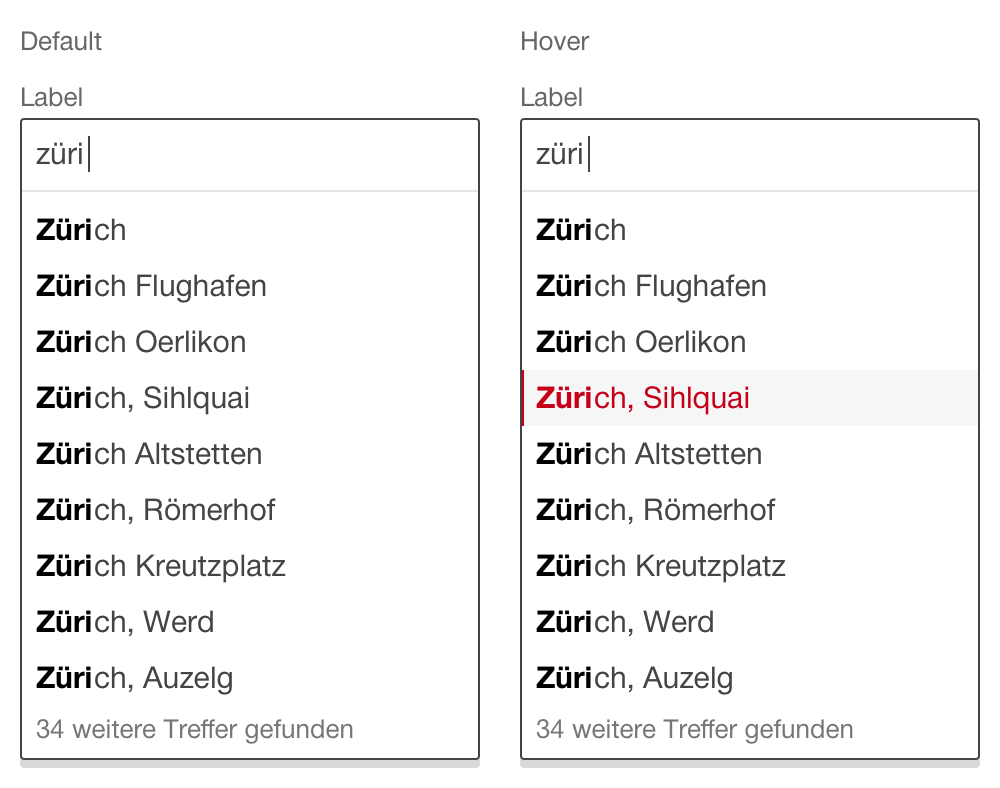 Default
Label
züri
Zürich
Zürich Flughafen
Zürich Oerlikon
Zürich, Sihlquai
Zürich Altstetten
Zürich, Römerhof
Zürich Kreutzplatz
Zürich, Werd
Zürich, Auzelg
34 weitere Treffer gefunden
Hover
Label
züri
Zürich
Zürich Flughafen
Zürich Oerlikon
Zürich, Sihlquai
Zürich Altstetten
Zürich, Römerhof
Zürich Kreutzplatz
Zürich, Werd
Zürich, Auzelg
34 weitere Treffer gefunden